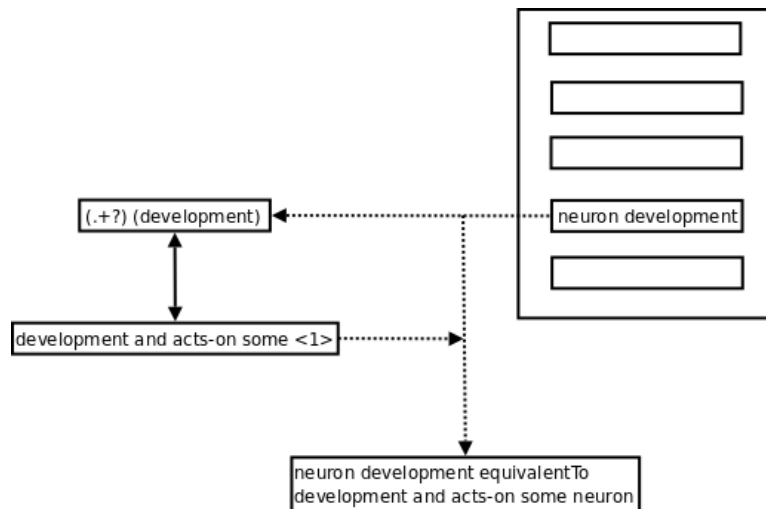 (.+?) (development)
neuron development
development and acts-on some <1>
neuron development equivalentTo
development and acts-on some neuron